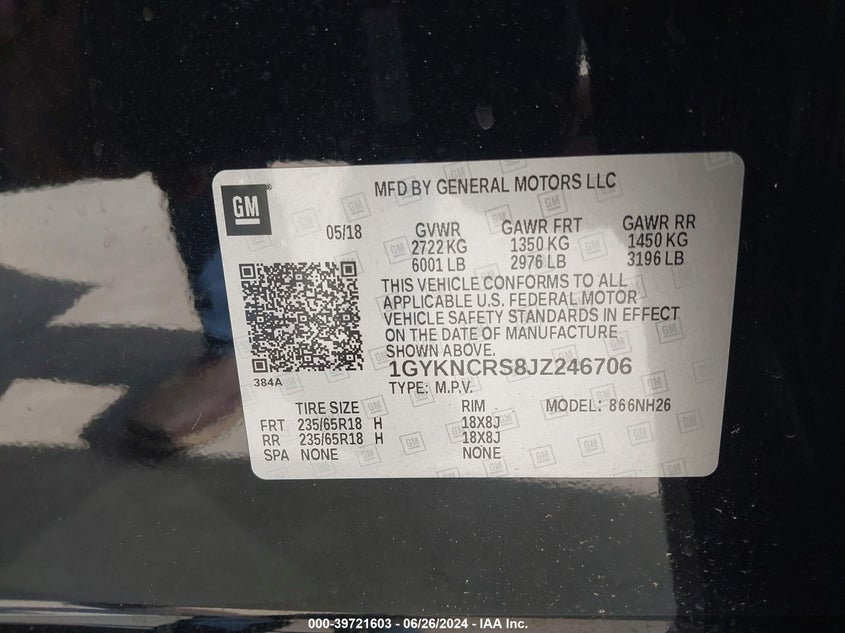 MFD BY GENERAL MOTORS LLC
GM
05/18
GVWR GAWR FRT GAWR RR
2722 KG 1350 KG 1450 KG
6001 LB 2976 LB 3196 LB
THIS VEHICLE CONFORMS TO ALL
APPLICABLE U.S. FEDERAL MOTOR
VEHICLE SAFETY STANDARDS IN EFFECT
ON THE DATE OF MANUFACTURE
SHOWN ABOVE.
384A
1GYKNCRS8JZ246706
TYPE: M.P.V.
TIRE SIZE RIM MODEL: 866NH26
FRT 235/65R18 H 18X8J
RR 235/65R18 H 18X8J
SPA NONE NONE
000-39721603 - 06/26/2024 - IAA Inc.